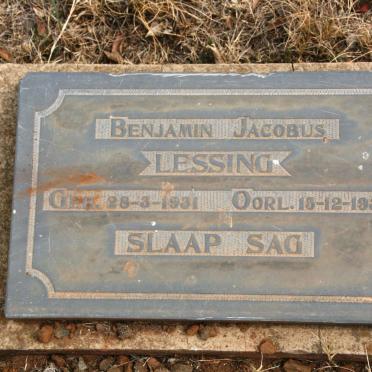 BENJAMIN JACOBUS
LESSING
GEB. 28-3-1931 OORL. 15-12-19
SLAAP SAG